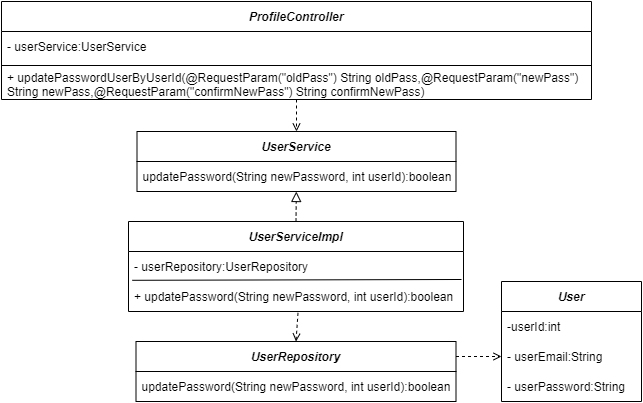 ProfileController
- userService:UserService
+ updatePasswordUserByUserId(@RequestParam("oldPass") String oldPass,@RequestParam("newPass")
String newPass,@RequestParam("confirmNewPass") String confirmNewPass)
UserService
updatePassword(String newPassword, int userId):boolean
UserServiceImpl
- userRepository:UserRepository
+ updatePassword(String newPassword, int userId):boolean
UserRepository
updatePassword(String newPassword, int userId):boolean
User
-userId:int
- userEmail:String
- userPassword:String